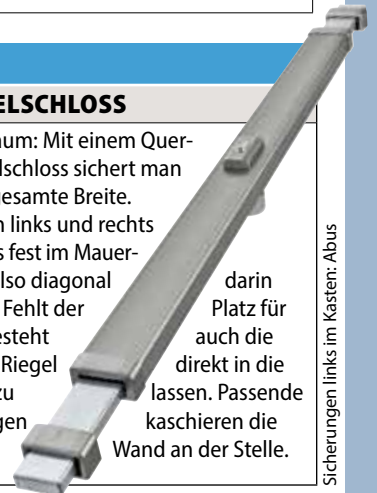 ELSCHLOSS
um: Mit einem Quer-
lschloss sichert man
gesamte Breite.
n links und rechts
s fest im Mauer-
also diagonal darin
Fehlt der Platz für
esteht auch die
Riegel direkt in die
zu lassen. Passende
gen kaschieren die
Wand an der Stelle.
Sicherungen links im Kasten: Abus